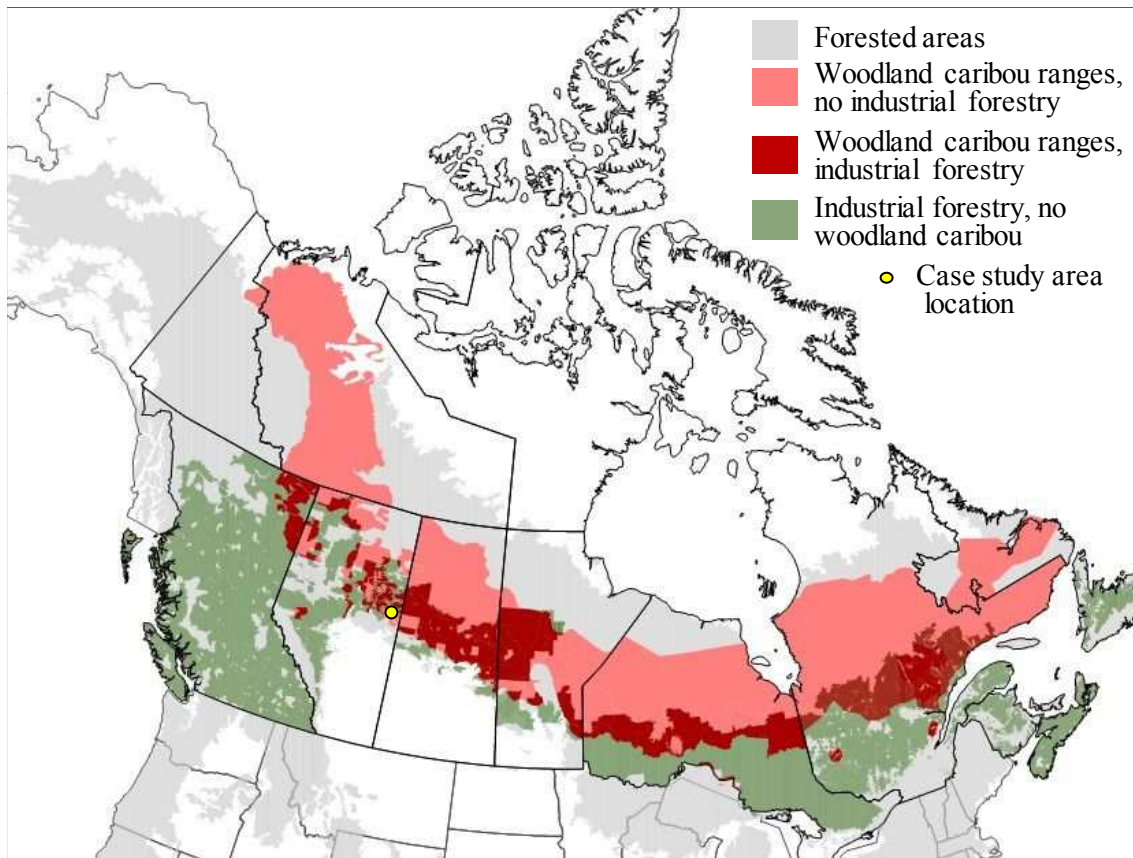 Forested areas
Woodland caribou ranges,
no industrial forestry
Woodland caribou ranges,
industrial forestry
Industrial forestry, no
woodland caribou
Case study area
location